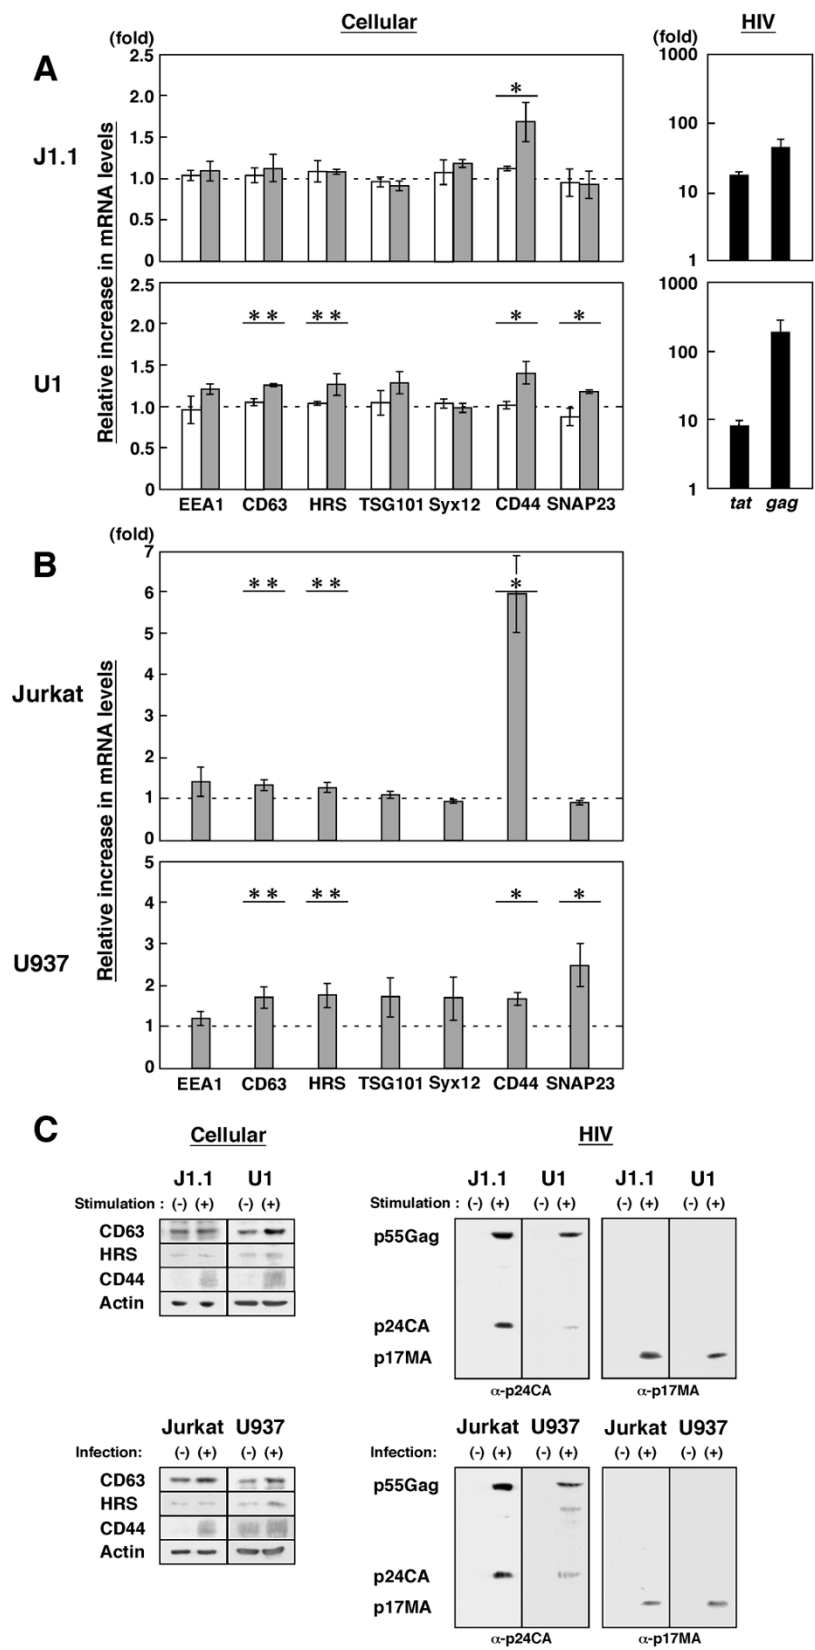 Cellular
HIV
A
(fold)
(fold)
J1.1
Relative increase in mRNA levels
2.5
2.0
1.5
1.0
0.5
0
*
1000
100
10
1
U1
2.5
2.0
1.5
1.0
0.5
0
* *
* *
*
*
1000
100
10
1
EEA1 CD63 HRS TSG101 Syx12 CD44 SNAP23
tat gag
B
(fold)
Jurkat
Relative increase in mRNA levels
7
6
5
4
3
2
1
0
* *
* *
*
U937
5
4
3
2
1
0
* *
* *
*
*
EEA1 CD63 HRS TSG101 Syx12 CD44 SNAP23
C
Cellular
HIV
J1.1 U1
J1.1 U1 J1.1 U1
Stimulation : (-) (+) (-) (+)
Stimulation : (-) (+) (-) (+) (-) (+) (-) (+)
CD63
HRS
CD44
Actin
p55Gag
p24CA
p17MA
α-p24CA
α-p17MA
Jurkat U937
Jurkat U937 Jurkat U937
Infection: (-) (+) (-) (+)
Infection: (-) (+) (-) (+) (-) (+) (-) (+)
CD63
HRS
CD44
Actin
p55Gag
p24CA
p17MA
α-p24CA
α-p17MA